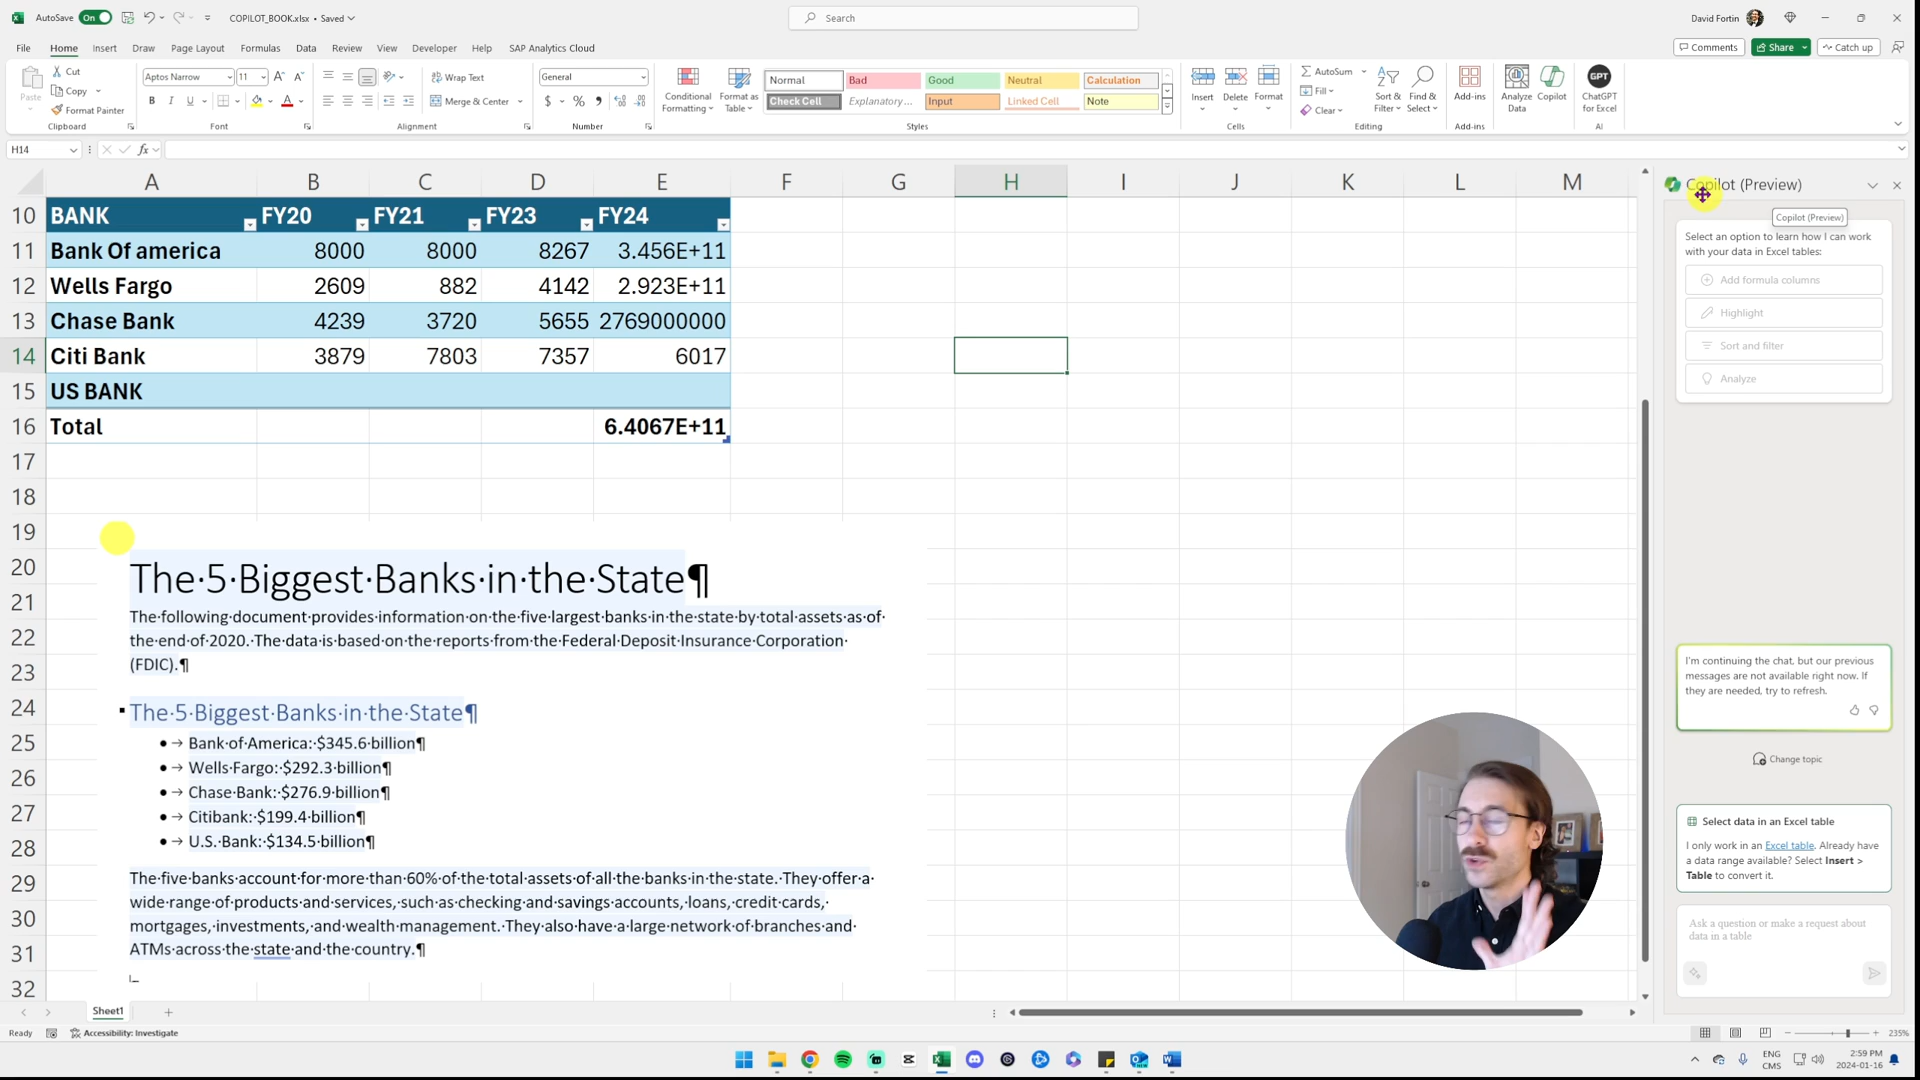 AutoSave On COPILOT_BOOK.xlsx • Saved Search David Fortin
File Home Insert Draw Page Layout Formulas Data Review View Developer Help SAP Analytics Cloud Comments Share Catch up
Paste Cut Copy Format Painter Clipboard
Aptos Narrow 11 B I U Font
Wrap Text Merge & Center Alignment
General $ % Number
Conditional Formatting Format as Table
Normal Bad Good Neutral Calculation
Check Cell Explanatory... Input Linked Cell Note
Styles
Insert Delete Format Cells
AutoSum Fill Clear Sort & Filter Find & Select Editing
Add-ins Add-ins
Analyze Data Copilot
ChatGPT for Excel AI
GPT
H14 fx
A B C D E F G H I J K L M
10 BANK FY20 FY21 FY23 FY24
11 Bank Of america 8000 8000 8267 3.456E+11
12 Wells Fargo 2609 882 4142 2.923E+11
13 Chase Bank 4239 3720 5655 2769000000
14 Citi Bank 3879 7803 7357 6017
15 US BANK
16 Total 6.4067E+11
17
18
19
20
21
22
23
24
25
26
27
28
29
30
31
32
The·5·Biggest·Banks·in·the·State¶
The·following·document·provides·information·on·the·five·largest·banks·in·the·state·by·total·assets·as·of·
the·end·of·2020.·The·data·is·based·on·the·reports·from·the·Federal·Deposit·Insurance·Corporation·
(FDIC).¶
The·5·Biggest·Banks·in·the·State¶
•→Bank·of·America:·$345.6·billion¶
•→Wells·Fargo:·$292.3·billion¶
•→Chase·Bank:·$276.9·billion¶
•→Citibank:·$199.4·billion¶
•→U.S.·Bank:·$134.5·billion¶
The·five·banks·account·for·more·than·60%·of·the·total·assets·of·all·the·banks·in·the·state.·They·offer·a·
wide·range·of·products·and·services,·such·as·checking·and·savings·accounts,·loans,·credit·cards,·
mortgages,·investments,·and·wealth·management.·They·also·have·a·large·network·of·branches·and·
ATMs·across·the·state·and·the·country.¶
Copilot (Preview)
Copilot (Preview)
Select an option to learn how I can work
with your data in Excel tables:
Add formula columns
Highlight
Sort and filter
Analyze
I'm continuing the chat, but our previous
messages are not available right now. If
they are needed, try to refresh.
Change topic
Select data in an Excel table
I only work in an Excel table. Already have
a data range available? Select Insert >
Table to convert it.
Ask a question or make a request about
data in a table
Sheet1
Ready Accessibility: Investigate 235%
ENG
CMS
2:59 PM
2024-01-16